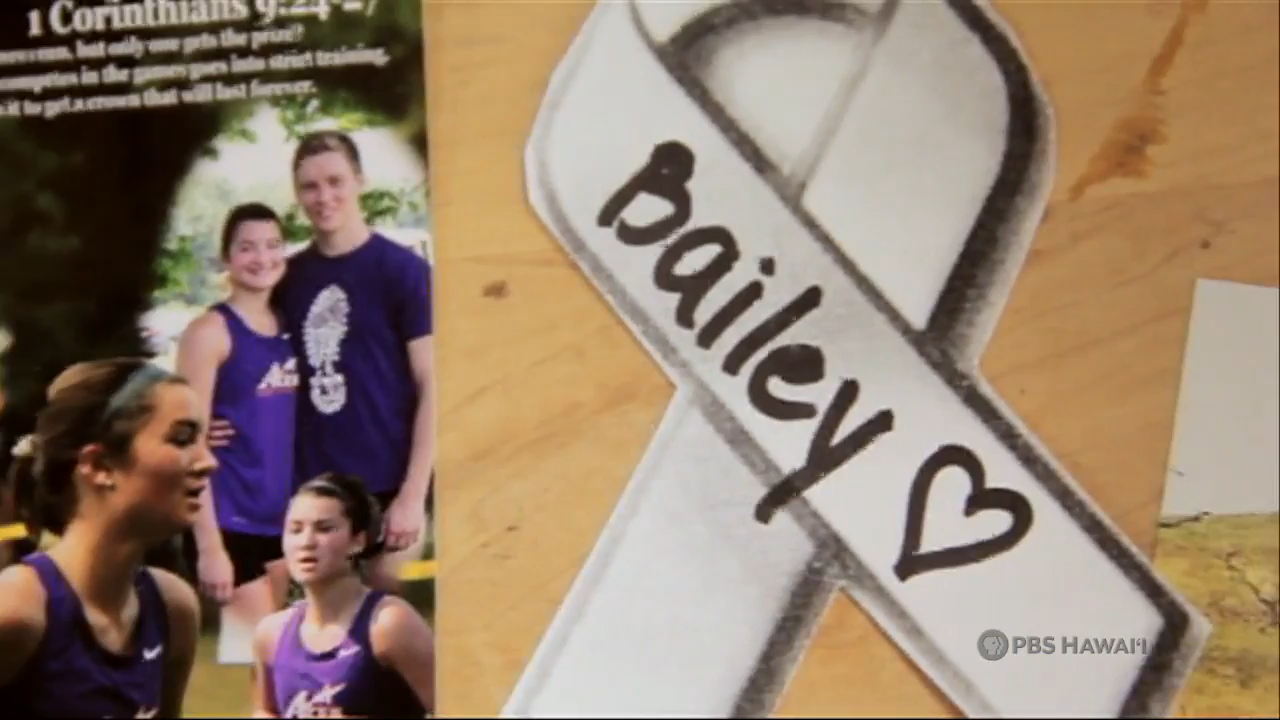 1 Corinthians 9:24-27
but only one gets the prize?
competes in the games goes into strict training.
it to get a crown that will last forever.
Bailey
PBS HAWAIʻI